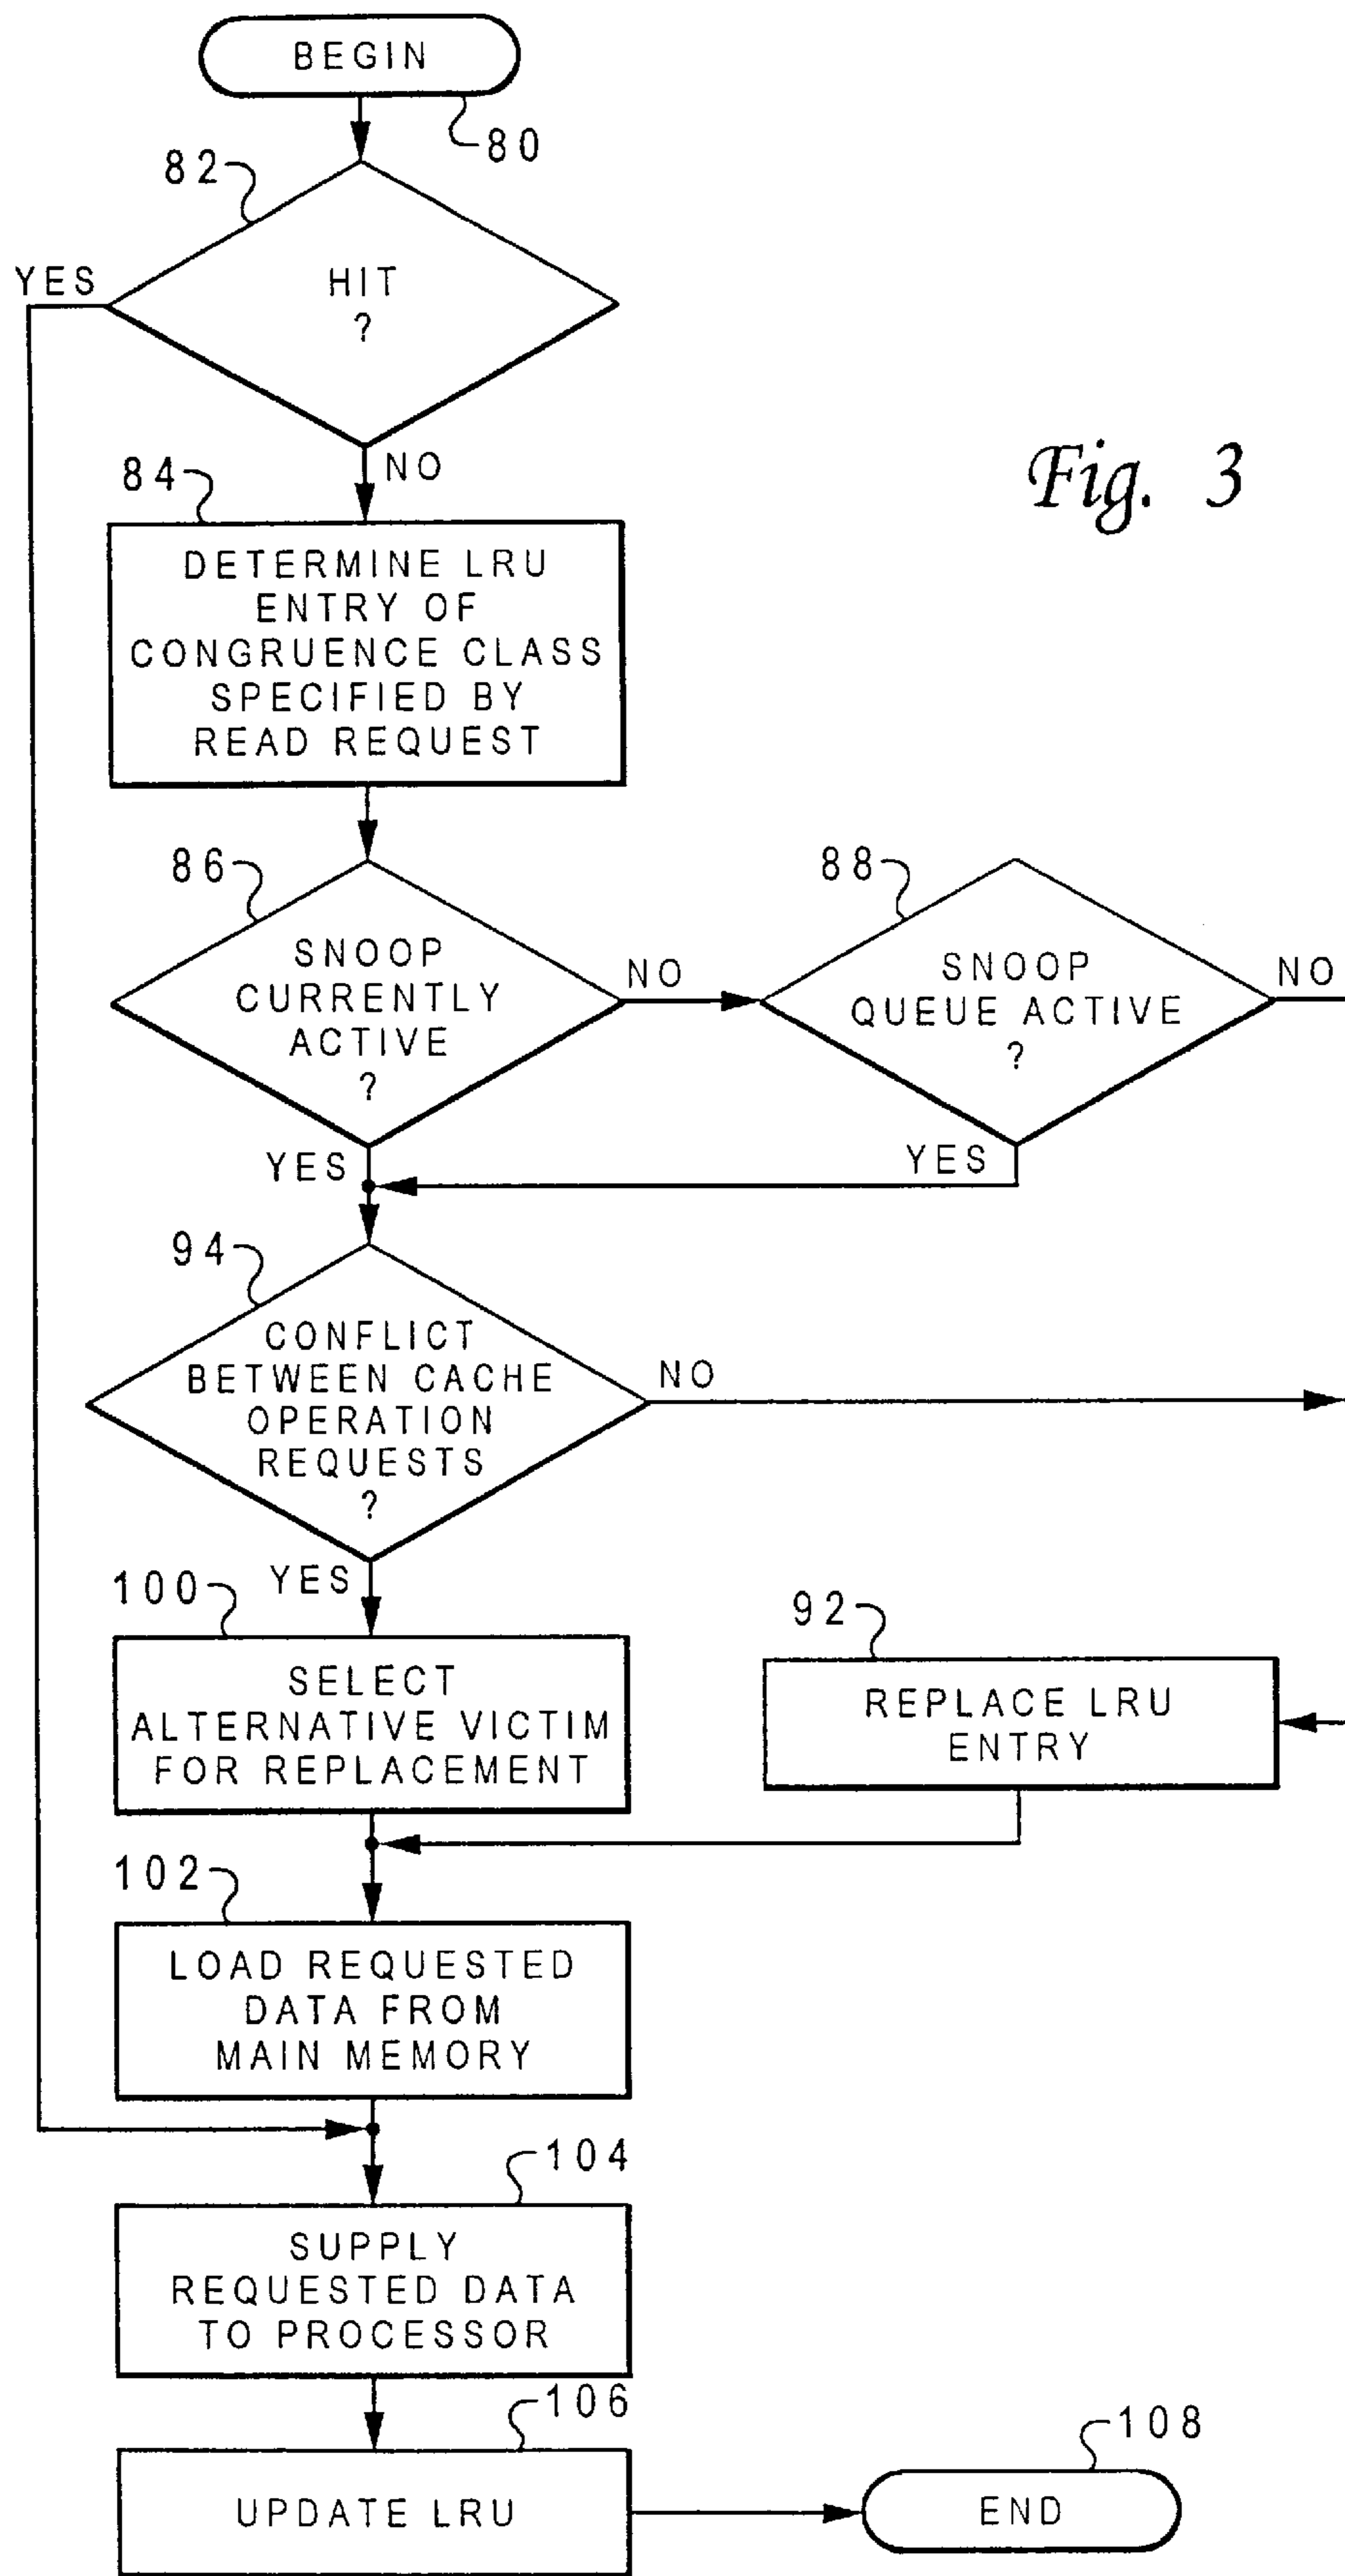 BEGIN
80
82
YES
HIT
?
NO
Fig. 3
84
DETERMINE LRU
ENTRY OF
CONGRUENCE CLASS
SPECIFIED BY
READ REQUEST
86
88
SNOOP
CURRENTLY
ACTIVE
?
NO
SNOOP
QUEUE ACTIVE
?
NO
YES
YES
94
CONFLICT
BETWEEN CACHE
OPERATION
REQUESTS
?
NO
YES
100
SELECT
ALTERNATIVE VICTIM
FOR REPLACEMENT
92
REPLACE LRU
ENTRY
102
LOAD REQUESTED
DATA FROM
MAIN MEMORY
104
SUPPLY
REQUESTED DATA
TO PROCESSOR
106
UPDATE LRU
108
END